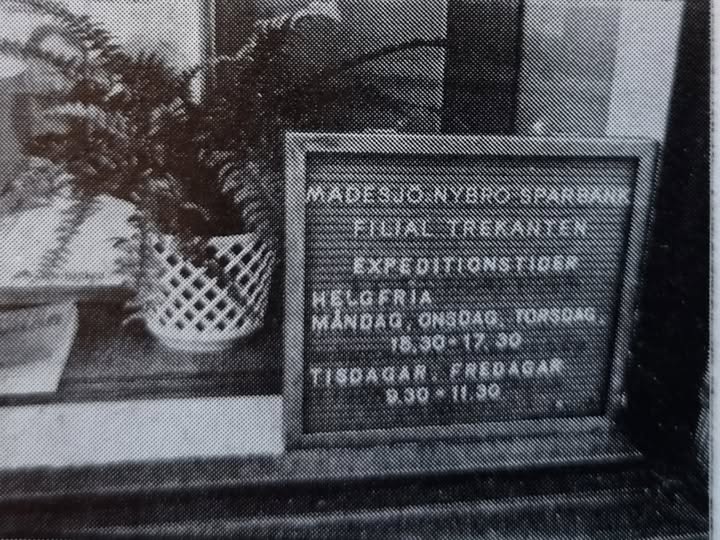 MADESJÖ-NYBRO SPARBANK
FILIAL TREKANTEN
EXPEDITIONSTIDER
HELGFRIA
MÅNDAG, ONSDAG, TORSDAG,
15,30-17,30
TISDAGAR, FREDAGAR
9.30-11.30